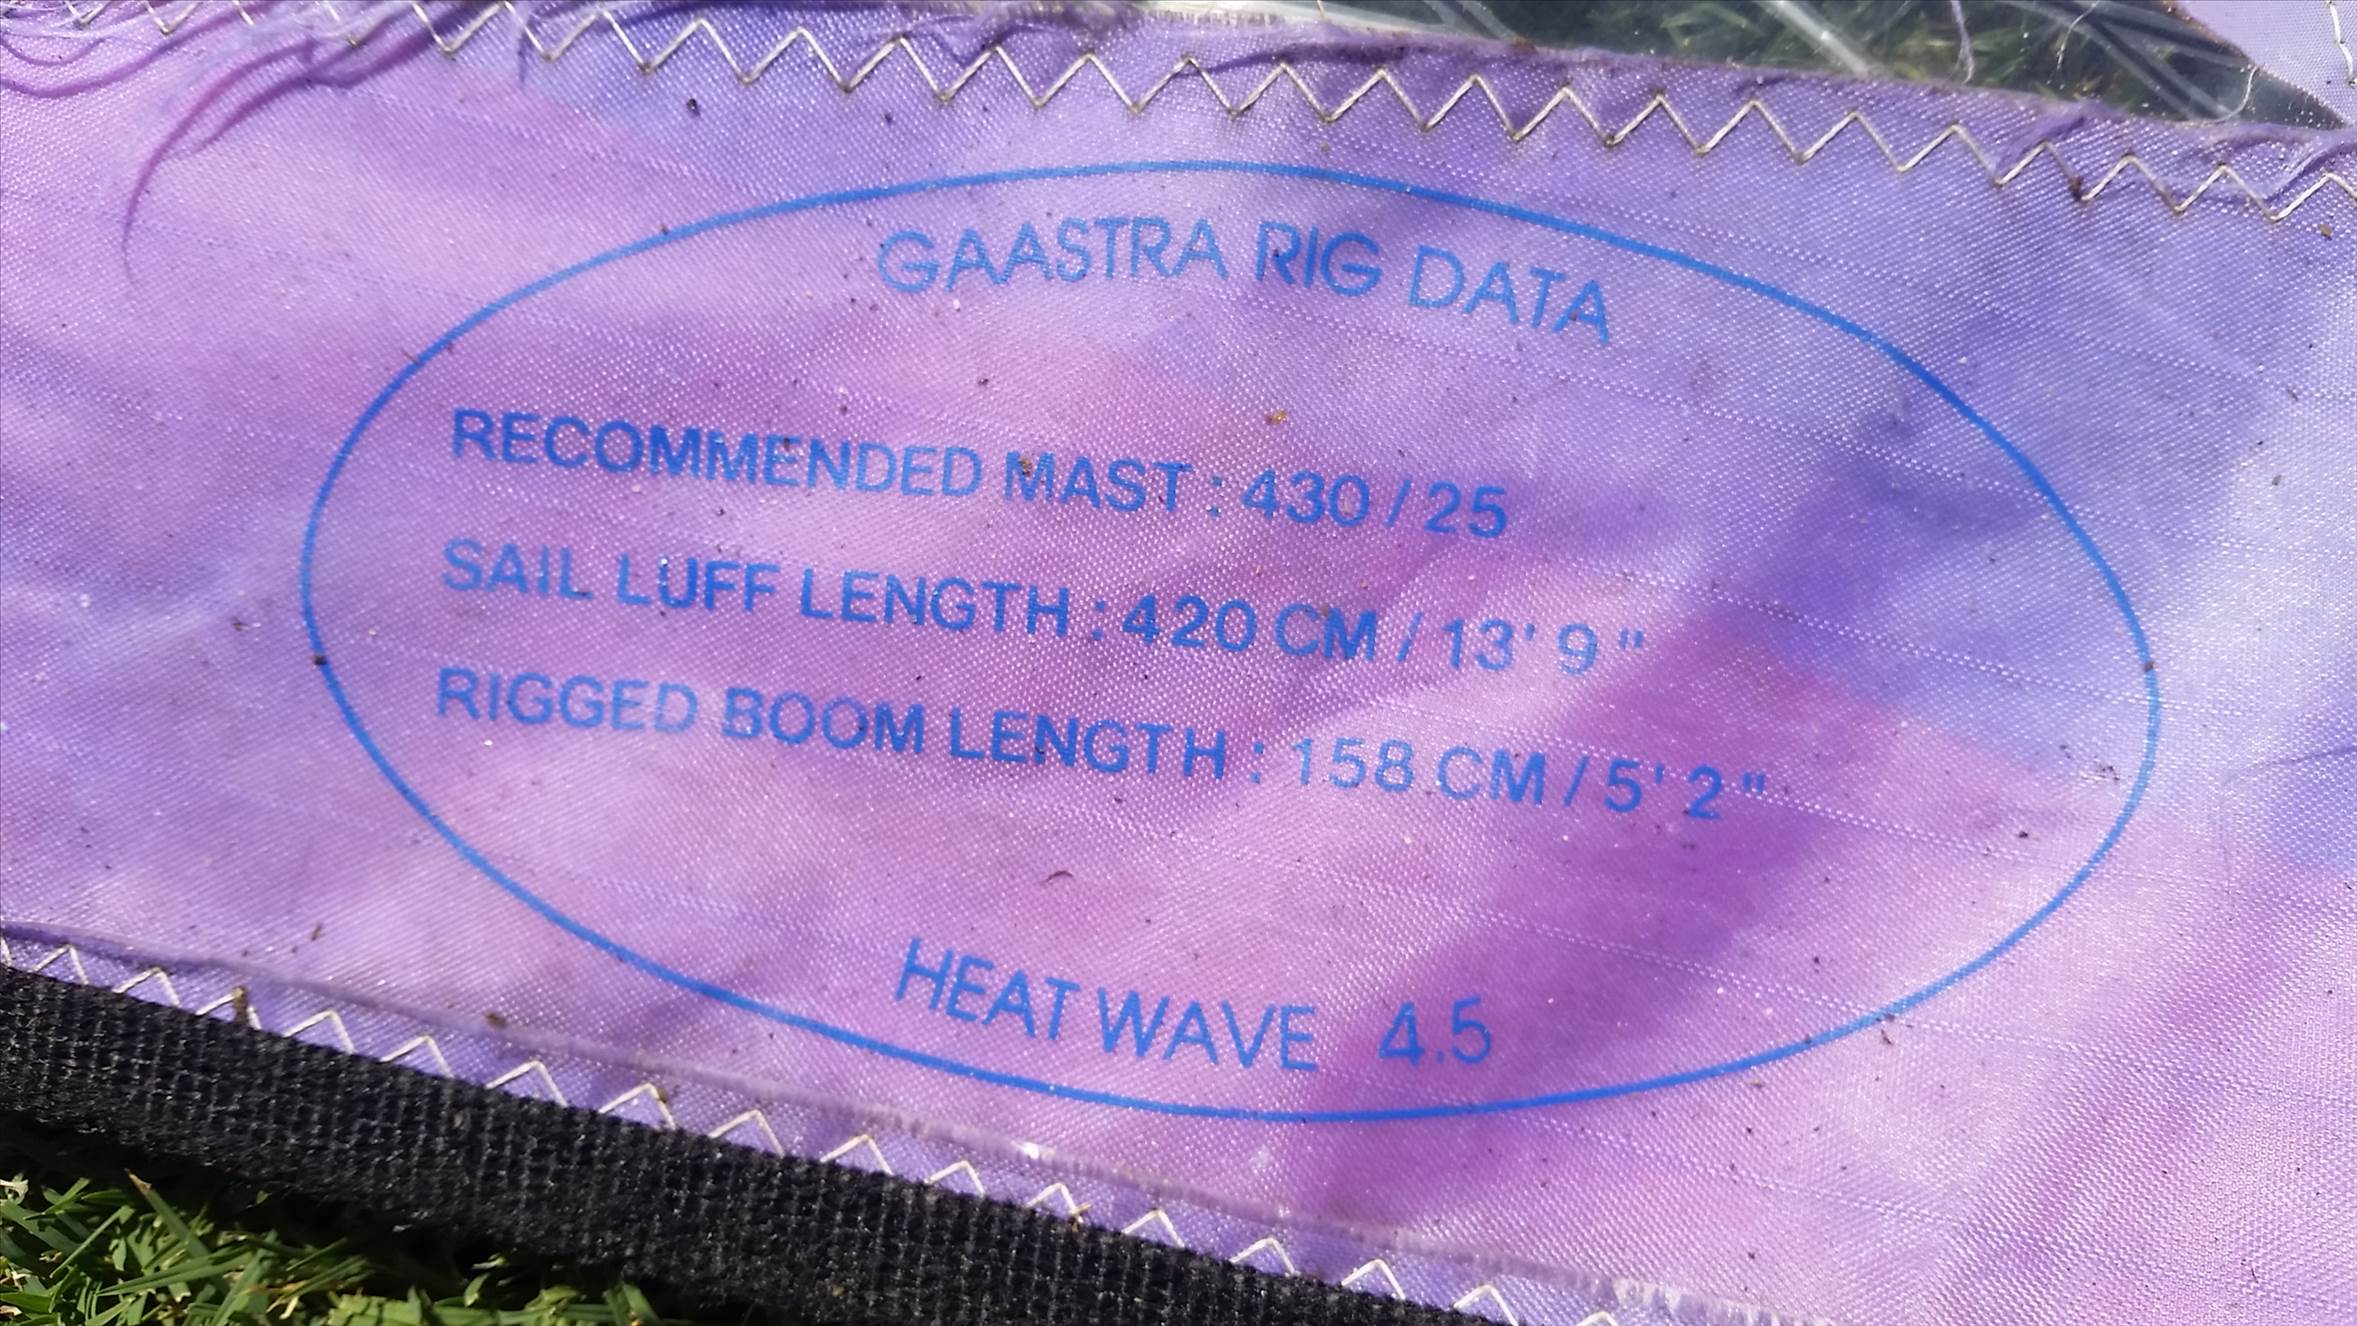 GAASTRA RIG DATA
RECOMMENDED MAST : 430 / 25
SAIL LUFF LENGTH : 420 CM / 13' 9 "
RIGGED BOOM LENGTH : 158 CM / 5' 2 "
HEAT WAVE 4.5